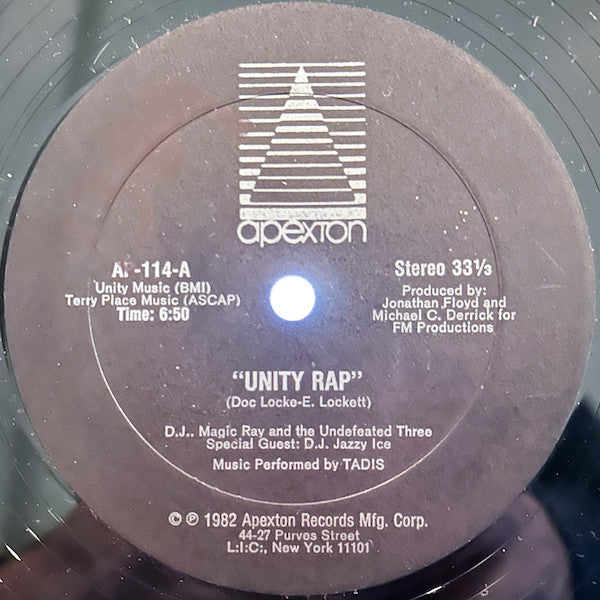 apexton
AP-114-A
Unity Music (BMI)
Terry Place Music (ASCAP)
Time: 6:50
Stereo 33⅓
Produced by:
Jonathan Floyd and
Michael C. Derrick for
FM Productions
"UNITY RAP"
(Doc Locke-E. Lockett)
D.J.. Magic Ray and the Undefeated Three
Special Guest: D.J. Jazzy Ice
Music Performed by TADIS
© ℗ 1982 Apexton Records Mfg. Corp.
44-27 Purves Street
L.I.C., New York 11101